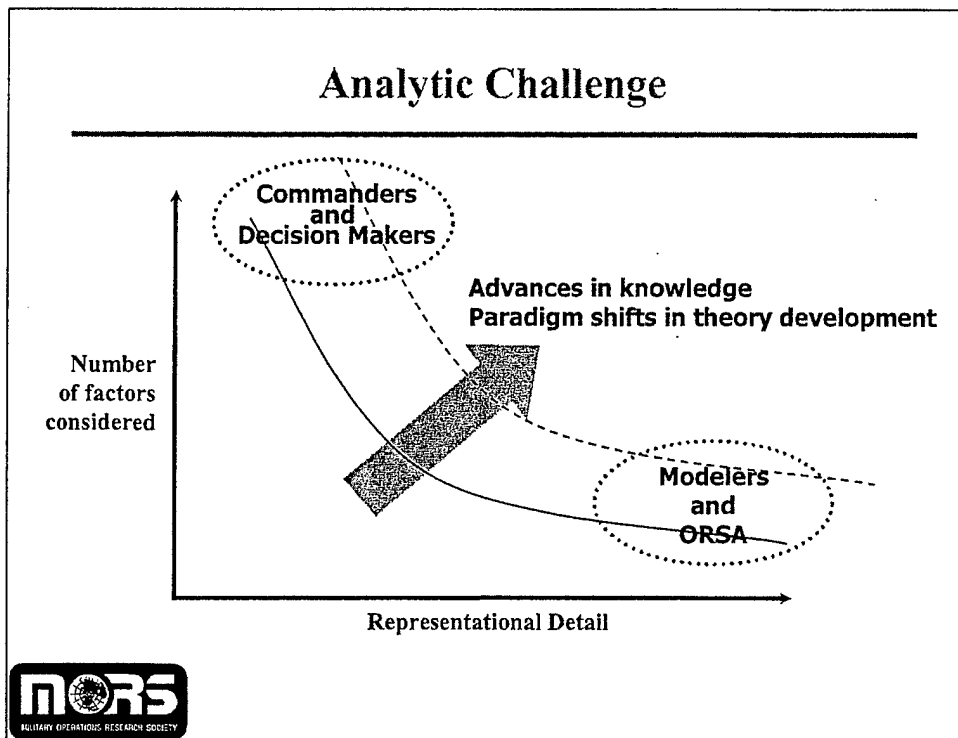 Analytic Challenge
Commanders
and
Decision Makers
Advances in knowledge
Paradigm shifts in theory development
Number
of factors
considered
Modelers
and
ORSA
Representational Detail
MORS
MILITARY OPERATIONS RESEARCH SOCIETY